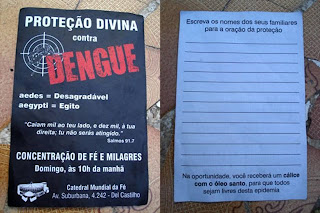 PROTEÇÃO DIVINA
contra
DENGUE
aedes = Desagradável
aegypti = Egito
"Caiam mil ao teu lado, e dez mil, à tua
direita; tu não serás atingido."
Salmos 91.7
CONCENTRAÇÃO DE FÉ E MILAGRES
Domingo, às 10h da manhã
Catedral Mundial da Fé
Av. Suburbana, 4.242 - Del Castilho
Escreva os nomes dos seus familiares
para a oração da proteção
Na oportunidade, você receberá um cálice
com o óleo santo, para que todos
sejam livres desta epidemia